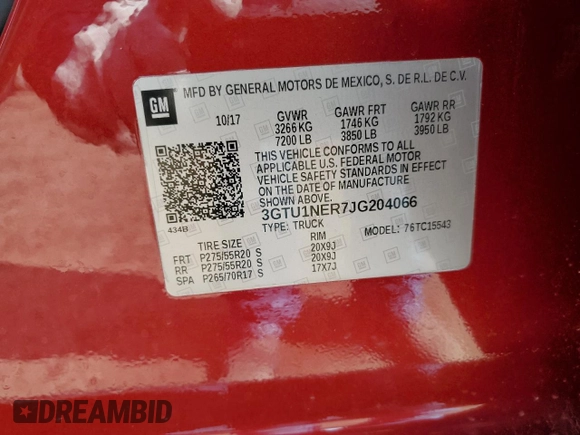 GM
MFD BY GENERAL MOTORS DE MEXICO, S. DE R.L. DE C.V.
10/17 GVWR GAWR FRT GAWR RR
3266 KG 1746 KG 1792 KG
7200 LB 3850 LB 3950 LB
THIS VEHICLE CONFORMS TO ALL
APPLICABLE U.S. FEDERAL MOTOR
VEHICLE SAFETY STANDARDS IN EFFECT
ON THE DATE OF MANUFACTURE
SHOWN ABOVE.
3GTU1NER7JG204066
434B TYPE: TRUCK MODEL: 76TC15543
TIRE SIZE RIM
FRT P275/55R20 S 20X9J
RR P275/55R20 S 20X9J
SPA P265/70R17 S 17X7J
DREAMBID